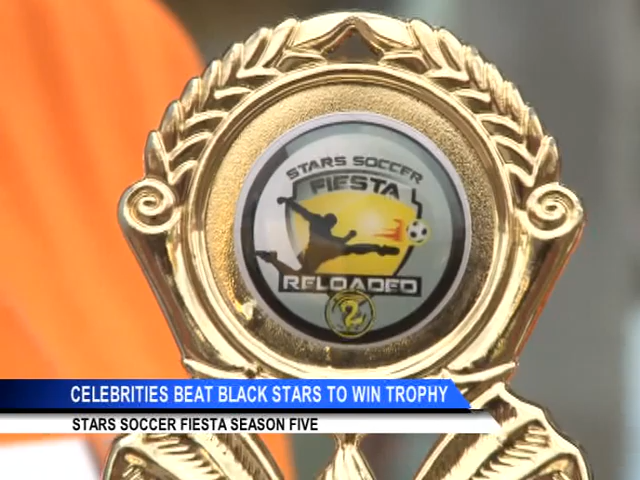 STARS SOCCER
FIESTA
RELOADED
2
CELEBRITIES BEAT BLACK STARS TO WIN TROPHY
STARS SOCCER FIESTA SEASON FIVE